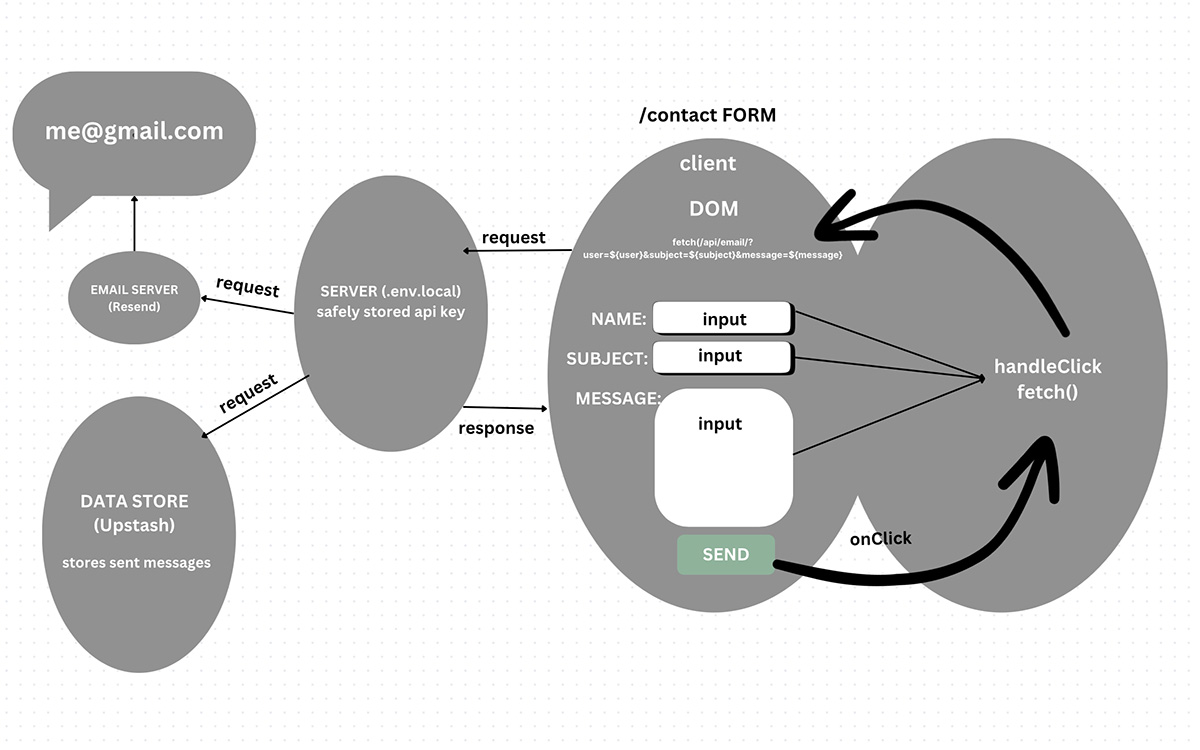 me@gmail.com
EMAIL SERVER
(Resend)
request
request
DATA STORE
(Upstash)
stores sent messages
SERVER (.env.local)
safely stored api key
request
response
/contact FORM
client
DOM
fetch(/api/email/?
user=${user}&subject=${subject}&message=${message}
NAME: input
SUBJECT: input
MESSAGE: input
SEND
onClick
handleClick
fetch()